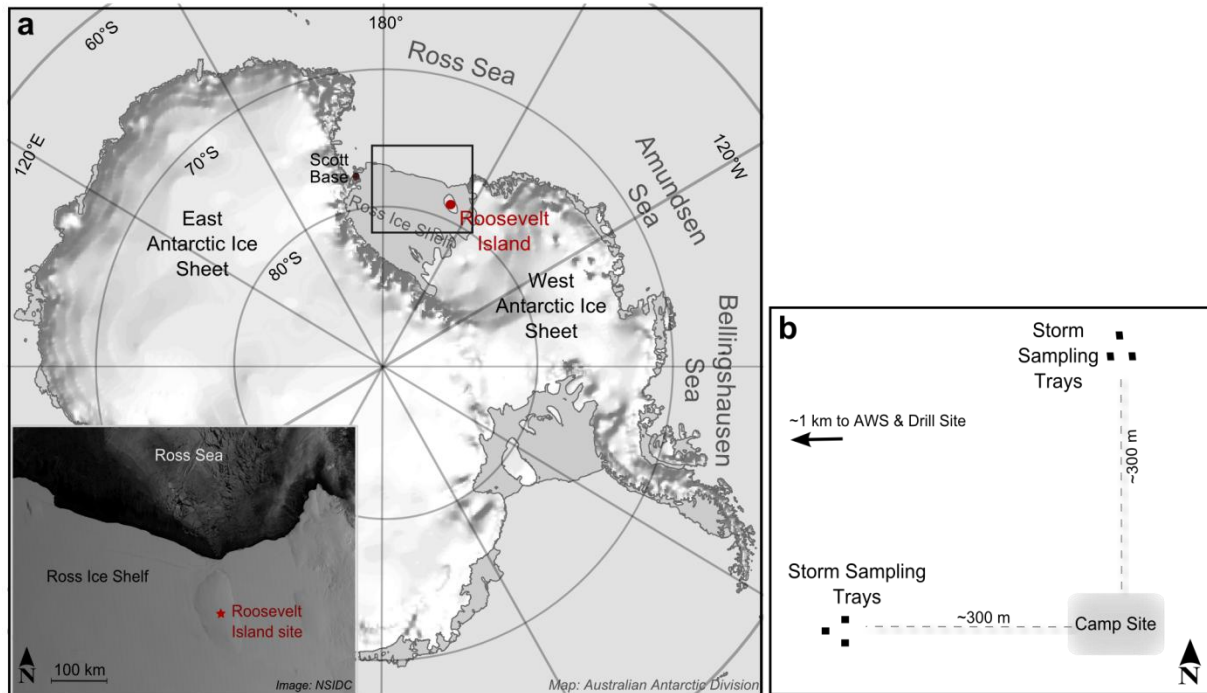 a
60°S
180°
Ross Sea
120°E
70°S
Scott
Base
120°W
Amundsen
Sea
Ross Ice Shelf
Roosevelt
Island
East
Antarctic Ice
Sheet
80°S
West
Antarctic Ice
Sheet
Bellingshausen
Sea
Ross Sea
Ross Ice Shelf
Roosevelt
Island site
N
100 km
Image: NSIDC
Map: Australian Antarctic Division
b
Storm
Sampling
Trays
~1 km to AWS & Drill Site
~300 m
Storm Sampling
Trays
~300 m
Camp Site
N